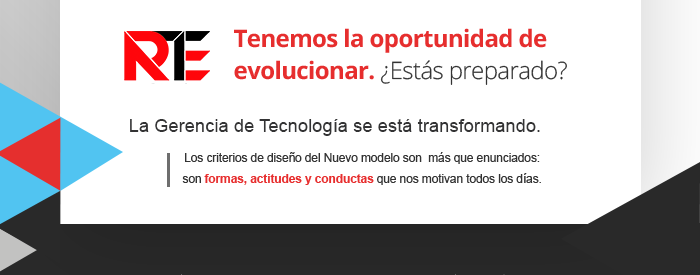 RTE
Tenemos la oportunidad de
evolucionar. ¿Estás preparado?
La Gerencia de Tecnología se está transformando.
Los criterios de diseño del Nuevo modelo son más que enunciados:
son formas, actitudes y conductas que nos motivan todos los días.